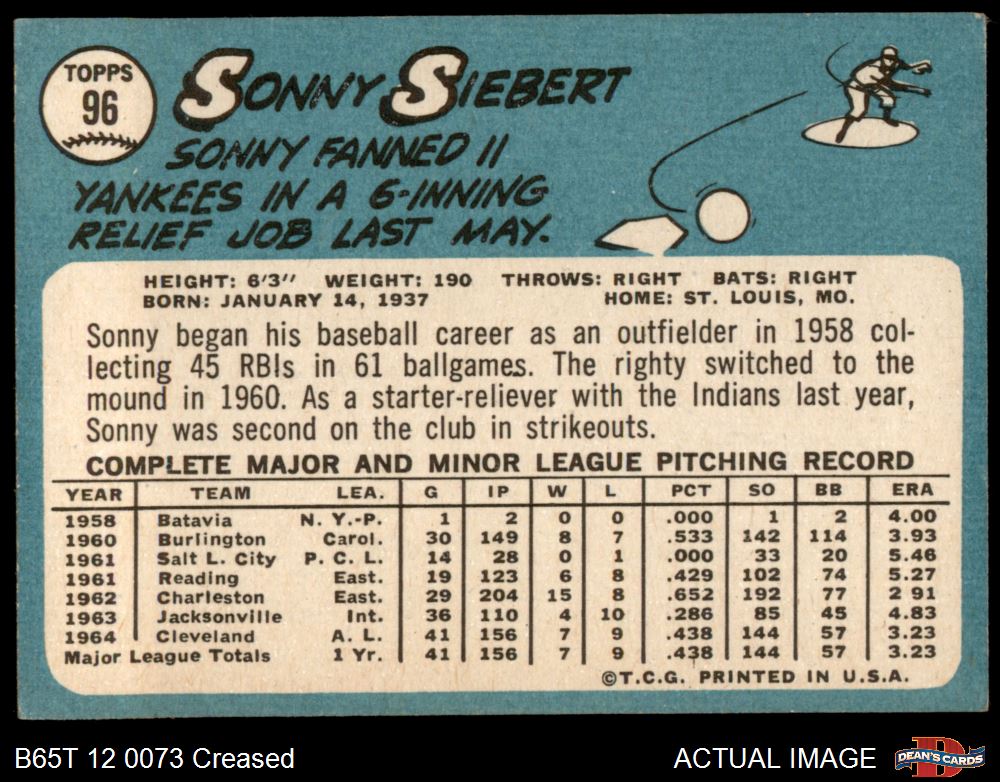 TOPPS
96
SONNY SIEBERT
SONNY FANNED 11
YANKEES IN A 6-INNING
RELIEF JOB LAST MAY.
HEIGHT: 6'3" WEIGHT: 190 THROWS: RIGHT BATS: RIGHT
BORN: JANUARY 14, 1937 HOME: ST. LOUIS, MO.
Sonny began his baseball career as an outfielder in 1958 col-
lecting 45 RBIs in 61 ballgames. The righty switched to the
mound in 1960. As a starter-reliever with the Indians last year,
Sonny was second on the club in strikeouts.
COMPLETE MAJOR AND MINOR LEAGUE PITCHING RECORD
YEAR TEAM LEA. G IP W L PCT SO BB ERA
1958 Batavia N. Y.-P. 1 2 0 0 .000 1 2 4.00
1960 Burlington Carol. 30 149 8 7 .533 142 114 3.93
1961 Salt L. City P. C. L. 14 28 0 1 .000 33 20 5.46
1961 Reading East. 19 123 6 8 .429 102 74 5.27
1962 Charleston East. 29 204 15 8 .652 192 77 2 91
1963 Jacksonville Int. 36 110 4 10 .286 85 45 4.83
1964 Cleveland A. L. 41 156 7 9 .438 144 57 3.23
Major League Totals 1 Yr. 41 156 7 9 .438 144 57 3.23
©T.C.G. PRINTED IN U.S.A.
B65T 12 0073 Creased ACTUAL IMAGE D DEAN'S CARDS